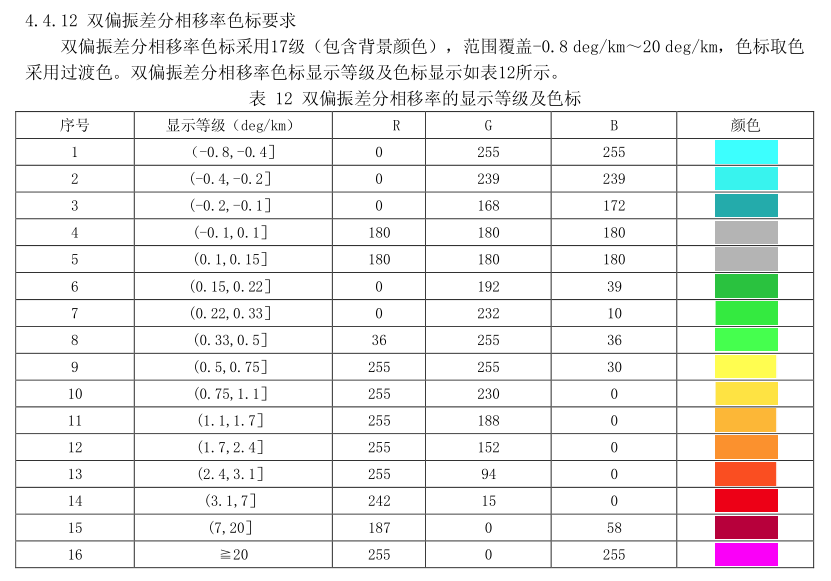 4.4.12 双偏振差分相移率色标要求
双偏振差分相移率色标采用17级（包含背景颜色），范围覆盖-0.8 deg/km～20 deg/km，色标取色
采用过渡色。双偏振差分相移率色标显示等级及色标显示如表12所示。
表 12 双偏振差分相移率的显示等级及色标
序号 显示等级（deg/km） R G B 颜色
1 （-0.8,-0.4］ 0 255 255
2 (-0.4,-0.2］ 0 239 239
3 (-0.2,-0.1］ 0 168 172
4 (-0.1,0.1］ 180 180 180
5 (0.1,0.15］ 180 180 180
6 (0.15,0.22］ 0 192 39
7 (0.22,0.33］ 0 232 10
8 (0.33,0.5］ 36 255 36
9 (0.5,0.75］ 255 255 30
10 (0.75,1.1］ 255 230 0
11 (1.1,1.7］ 255 188 0
12 (1.7,2.4］ 255 152 0
13 (2.4,3.1］ 255 94 0
14 (3.1,7］ 242 15 0
15 (7,20］ 187 0 58
16 ≧20 255 0 255